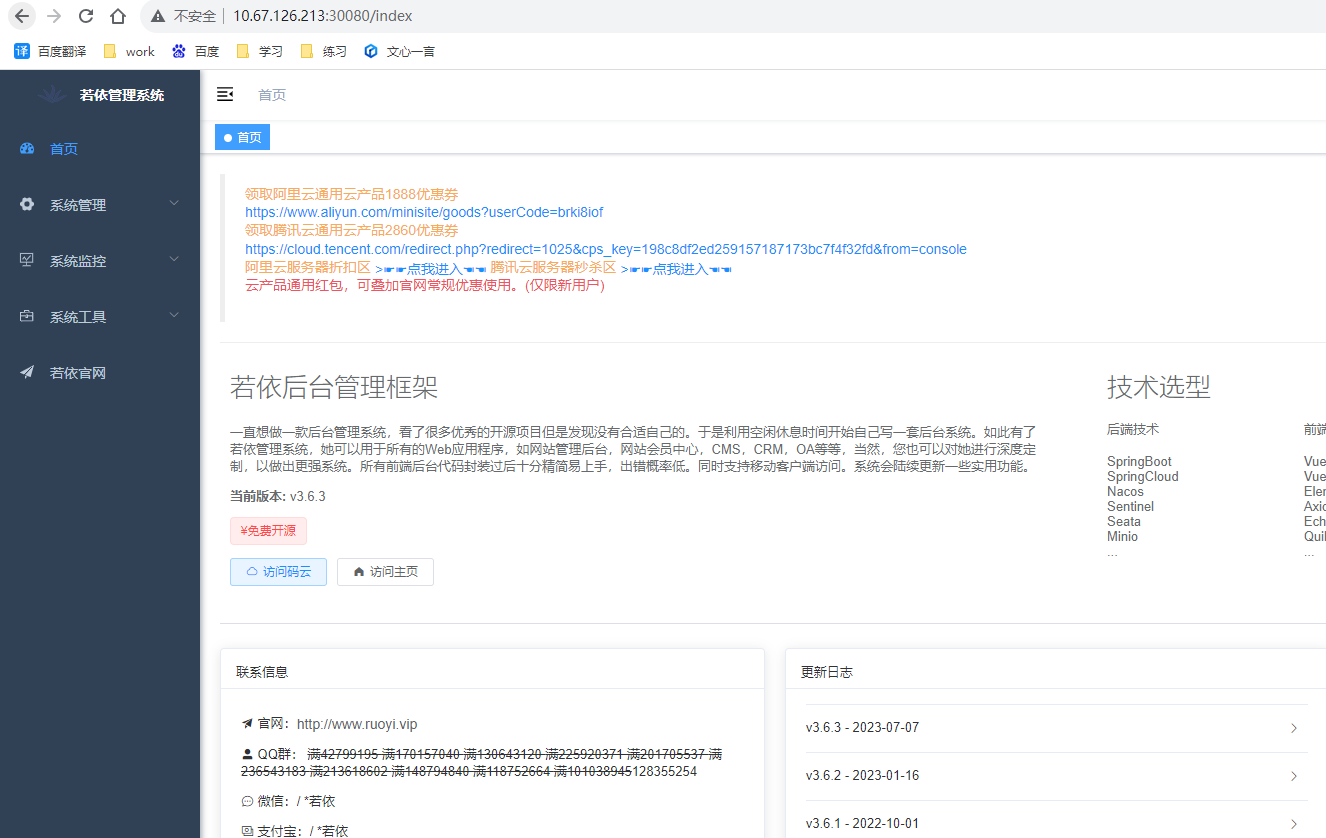 不安全 10.67.126.213:30080/index
百度翻译 work 百度 学习 练习 文心一言
若依管理系统
首页
系统管理
系统监控
系统工具
若依官网
首页
首页
领取阿里云通用云产品1888优惠券
https://www.aliyun.com/minisite/goods?userCode=brki8iof
领取腾讯云通用云产品2860优惠券
https://cloud.tencent.com/redirect.php?redirect=1025&cps_key=198c8df2ed259157187173bc7f4f32fd&from=console
阿里云服务器折扣区 >☛☛点我进入☚☚ 腾讯云服务器秒杀区 >☛☛点我进入☚☚
云产品通用红包，可叠加官网常规优惠使用。(仅限新用户)
若依后台管理框架
一直想做一款后台管理系统，看了很多优秀的开源项目但是发现没有合适自己的。于是利用空闲休息时间开始自己写一套后台系统。如此有了
若依管理系统，她可以用于所有的Web应用程序，如网站管理后台，网站会员中心，CMS，CRM，OA等等，当然，您也可以对她进行深度定
制，以做出更强系统。所有前端后台代码封装过后十分精简易上手，出错概率低。同时支持移动客户端访问。系统会陆续更新一些实用功能。
当前版本: v3.6.3
¥免费开源
访问码云 访问主页
技术选型
后端技术 前端
SpringBoot
SpringCloud
Nacos
Sentinel
Seata
Minio
...
Vue
Vue
Eler
Axio
Ech
Quil
...
联系信息
官网：http://www.ruoyi.vip
QQ群： 满42799195 满170157040 满130643120 满225920371 满201705537 满
236543183 满213618602 满148794840 满118752664 满101038945128355254
微信：/ *若依
支付宝：/ *若依
更新日志
v3.6.3 - 2023-07-07
v3.6.2 - 2023-01-16
v3.6.1 - 2022-10-01